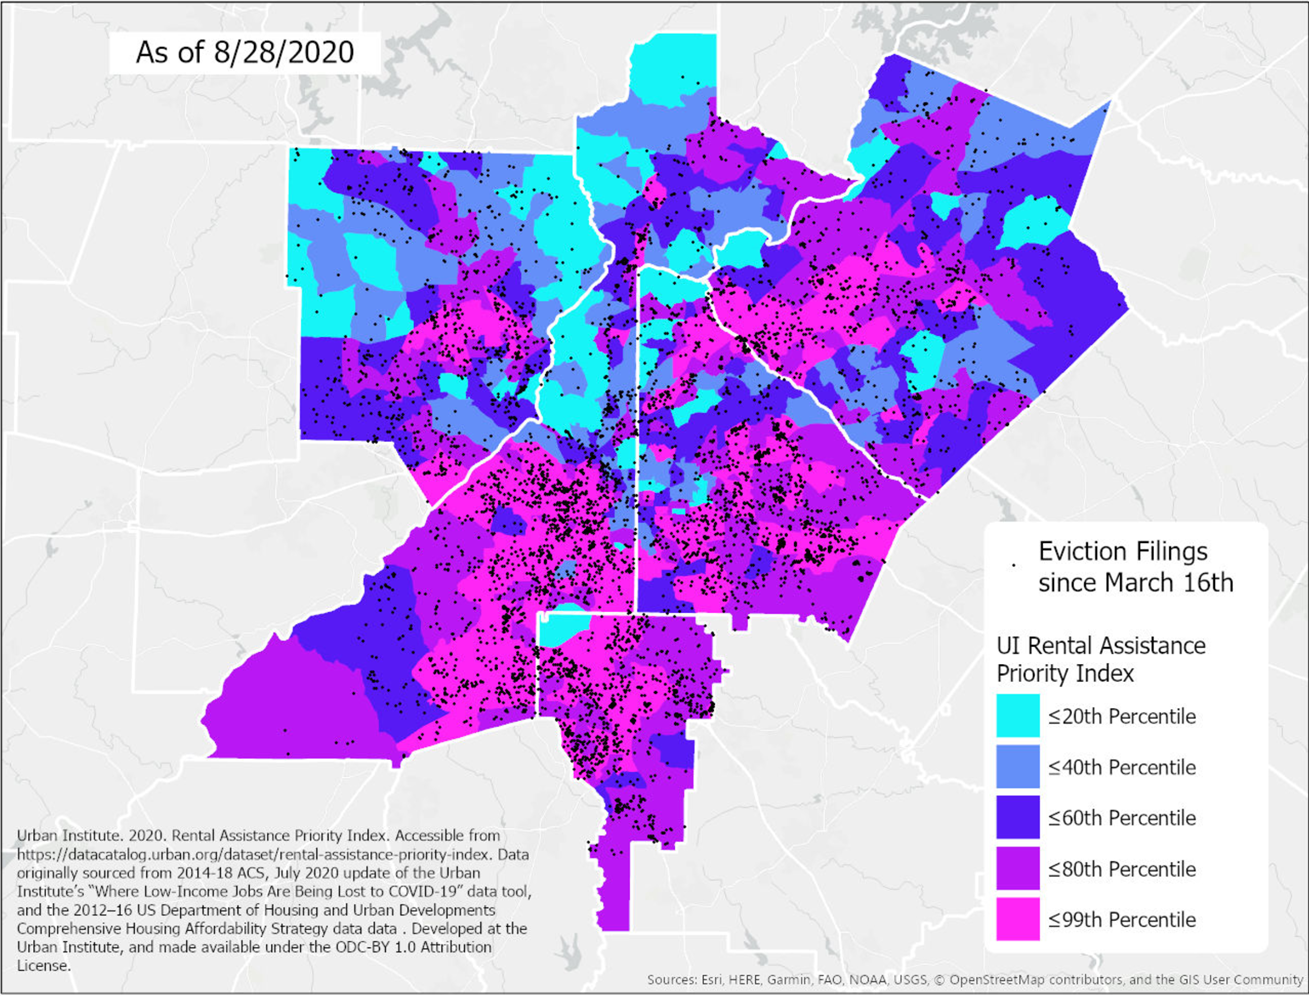 As of 8/28/2020
Eviction Filings
since March 16th
UI Rental Assistance
Priority Index
≤20th Percentile
≤40th Percentile
≤60th Percentile
≤80th Percentile
≤99th Percentile
Urban Institute. 2020. Rental Assistance Priority Index. Accessible from
https://datacatalog.urban.org/dataset/rental-assistance-priority-index. Data
originally sourced from 2014-18 ACS, July 2020 update of the Urban
Institute's “Where Low-Income Jobs Are Being Lost to COVID-19” data tool,
and the 2012–16 US Department of Housing and Urban Developments
Comprehensive Housing Affordability Strategy data data . Developed at the
Urban Institute, and made available under the ODC-BY 1.0 Attribution
License.
Sources: Esri, HERE, Garmin, FAO, NOAA, USGS, © OpenStreetMap contributors, and the GIS User Community